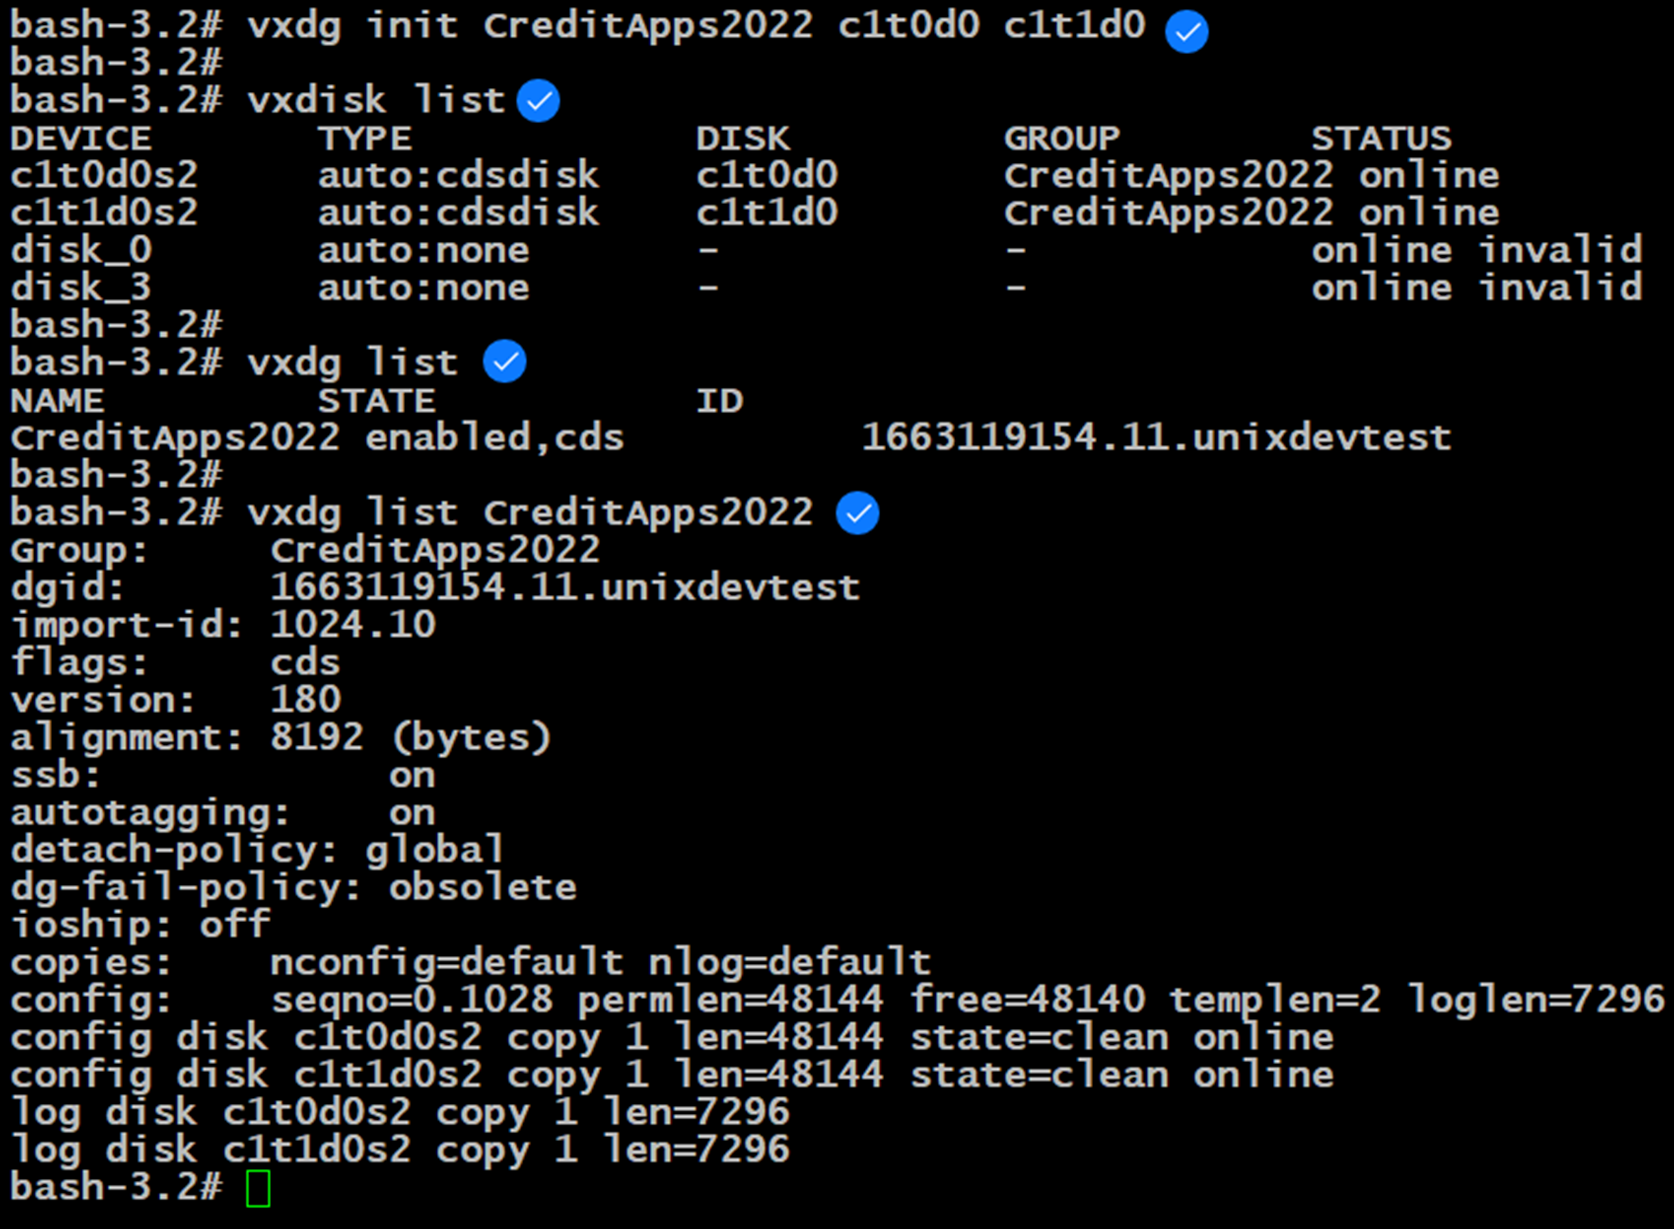 bash-3.2# vxdg init CreditApps2022 c1t0d0 c1t1d0
bash-3.2#
bash-3.2# vxdisk list
DEVICE       TYPE            DISK         GROUP        STATUS
c1t0d0s2     auto:cdsdisk    c1t0d0       CreditApps2022 online
c1t1d0s2     auto:cdsdisk    c1t1d0       CreditApps2022 online
disk_0       auto:none       -            -            online invalid
disk_3       auto:none       -            -            online invalid
bash-3.2#
bash-3.2# vxdg list
NAME         STATE           ID
CreditApps2022 enabled,cds          1663119154.11.unixdevtest
bash-3.2#
bash-3.2# vxdg list CreditApps2022
Group:     CreditApps2022
dgid:      1663119154.11.unixdevtest
import-id: 1024.10
flags:     cds
version:   180
alignment: 8192 (bytes)
ssb:            on
autotagging:    on
detach-policy: global
dg-fail-policy: obsolete
ioship: off
copies:    nconfig=default nlog=default
config:    seqno=0.1028 permlen=48144 free=48140 templen=2 loglen=7296
config disk c1t0d0s2 copy 1 len=48144 state=clean online
config disk c1t1d0s2 copy 1 len=48144 state=clean online
log disk c1t0d0s2 copy 1 len=7296
log disk c1t1d0s2 copy 1 len=7296
bash-3.2#